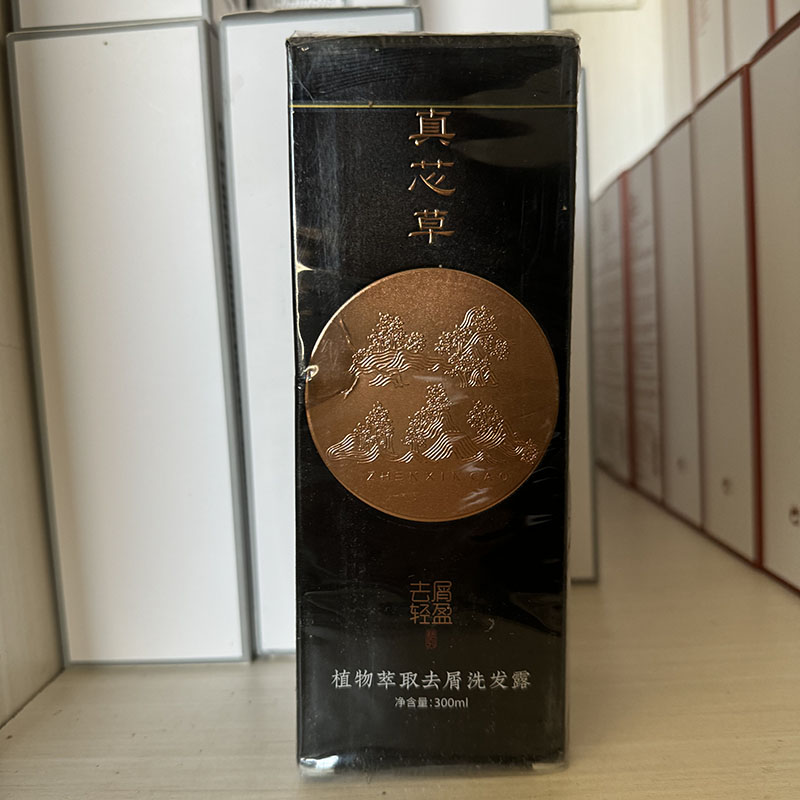 真芯草
ZHENXINCAO
去屑
轻盈
植物萃取去屑洗发露
净含量:300ml